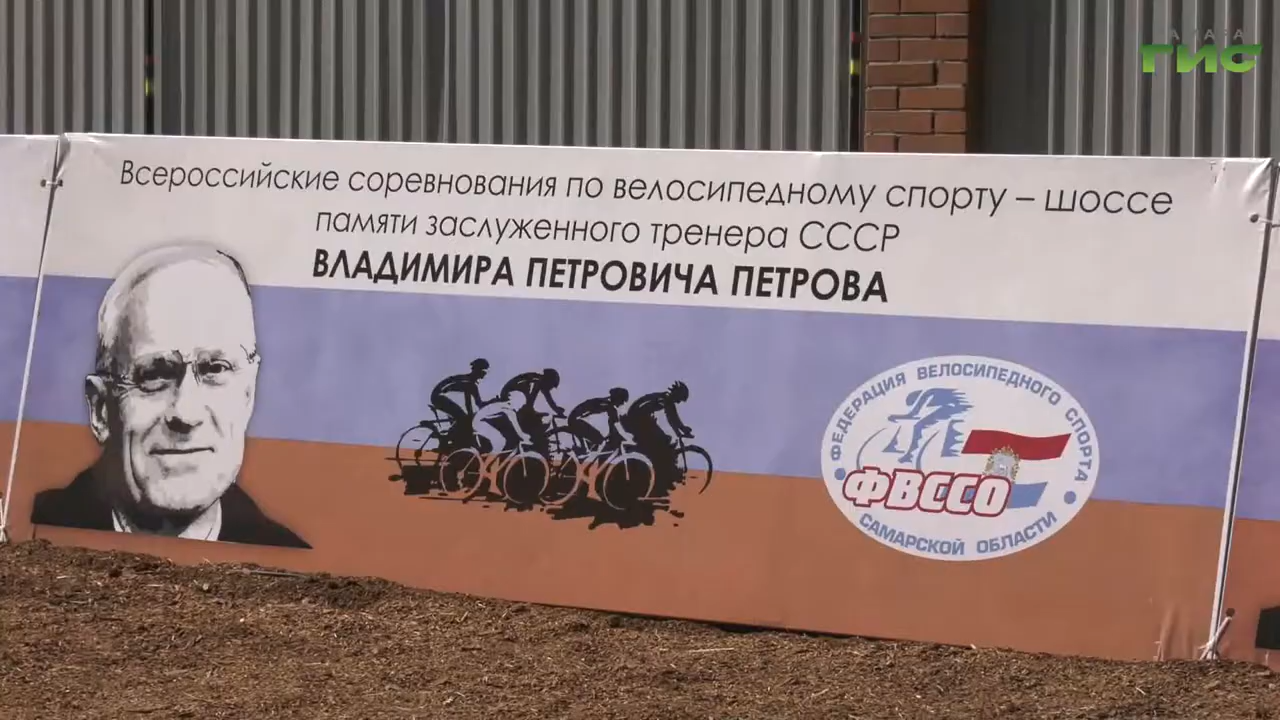 САМАРА
ГИС
Всероссийские соревнования по велосипедному спорту – шоссе
памяти заслуженного тренера СССР
ВЛАДИМИРА ПЕТРОВИЧА ПЕТРОВА
ФЕДЕРАЦИЯ ВЕЛОСИПЕДНОГО СПОРТА
ФВССО
САМАРСКОЙ ОБЛАСТИ